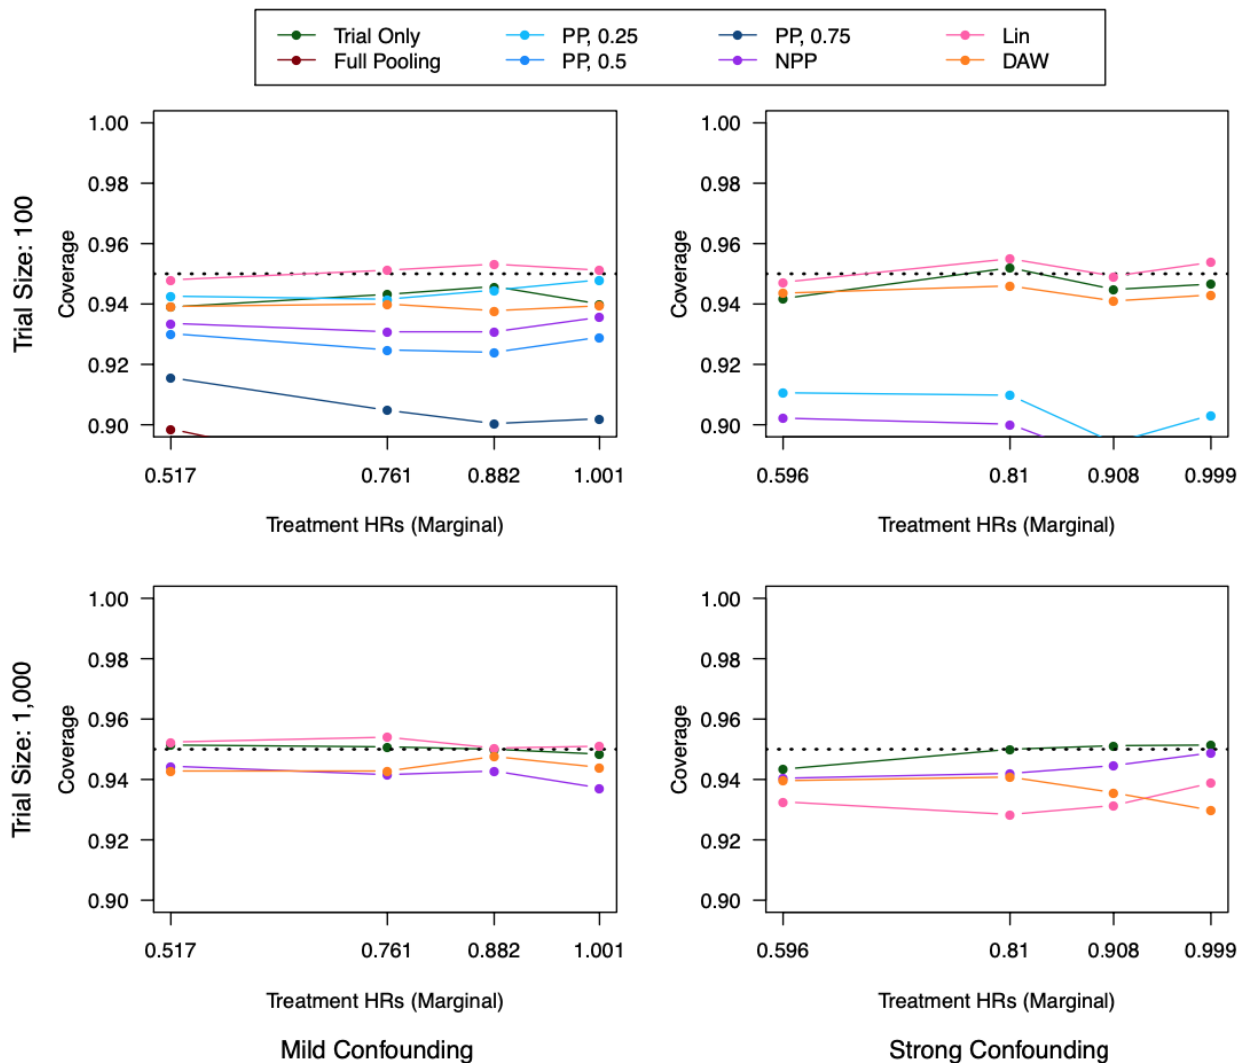 Trial Only
PP, 0.25
PP, 0.75
Lin
Full Pooling
PP, 0.5
NPP
DAW
Trial Size: 100
Coverage
1.00
0.98
0.96
0.94
0.92
0.90
0.517
0.761
0.882
1.001
Treatment HRs (Marginal)
Coverage
1.00
0.98
0.96
0.94
0.92
0.90
0.596
0.81
0.908
0.999
Treatment HRs (Marginal)
Trial Size: 1,000
Coverage
1.00
0.98
0.96
0.94
0.92
0.90
0.517
0.761
0.882
1.001
Treatment HRs (Marginal)
Mild Confounding
Coverage
1.00
0.98
0.96
0.94
0.92
0.90
0.596
0.81
0.908
0.999
Treatment HRs (Marginal)
Strong Confounding